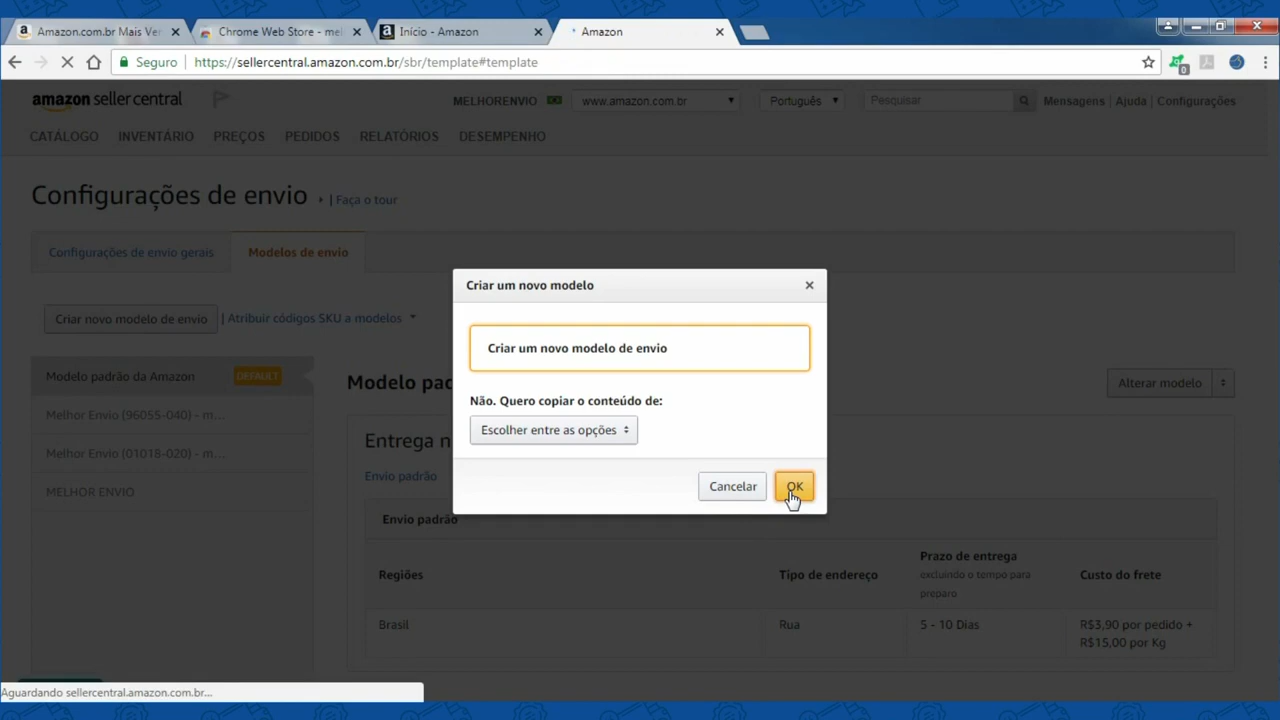 Amazon.com.br Mais Ver
Chrome Web Store - mel
Início - Amazon
Amazon
Seguro
https://sellercentral.amazon.com.br/sbr/template#template
0
amazon seller central
MELHORENVIO
www.amazon.com.br
Português
Pesquisar
Mensagens | Ajuda | Configurações
CATÁLOGO INVENTÁRIO PREÇOS PEDIDOS RELATÓRIOS DESEMPENHO
Configurações de envio
| Faça o tour
Configurações de envio gerais
Modelos de envio
Criar um novo modelo
Criar novo modelo de envio
| Atribuir códigos SKU a modelos
Criar um novo modelo de envio
Modelo padrão da Amazon
DEFAULT
Modelo pad
Alterar modelo
Não. Quero copiar o conteúdo de:
Melhor Envio (96055-040) - m...
Escolher entre as opções
Entrega n
Melhor Envio (01018-020) - m...
Envio padrão
MELHOR ENVIO
Cancelar
OK
Envio padrão
Regiões
Tipo de endereço
Prazo de entrega
excluindo o tempo para
preparo
Custo do frete
Brasil
Rua
5 - 10 Dias
R$3,90 por pedido +
R$15,00 por Kg
Aguardando sellercentral.amazon.com.br...